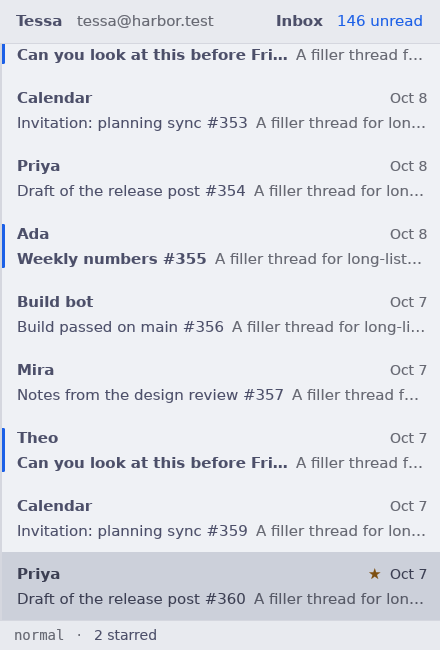 Tessa tessa@harbor.test Inbox 146 unread
Can you look at this before Fri… A filler thread f…
Calendar Oct 8
Invitation: planning sync #353 A filler thread for lon…
Priya Oct 8
Draft of the release post #354 A filler thread for lon…
Ada Oct 8
Weekly numbers #355 A filler thread for long-list…
Build bot Oct 7
Build passed on main #356 A filler thread for long-li…
Mira Oct 7
Notes from the design review #357 A filler thread f…
Theo Oct 7
Can you look at this before Fri… A filler thread f…
Calendar Oct 7
Invitation: planning sync #359 A filler thread for lon…
Priya ★ Oct 7
Draft of the release post #360 A filler thread for lon…
normal · 2 starred